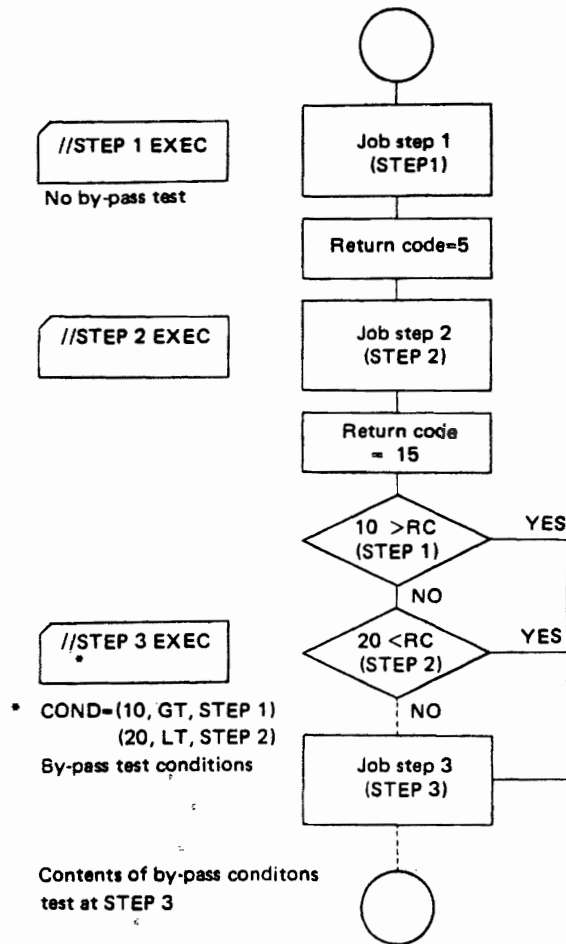 //STEP 1 EXEC
No by-pass test
Job step 1
(STEP1)
Return code=5
//STEP 2 EXEC
Job step 2
(STEP 2)
Return code
= 15
10 >RC
(STEP 1)
YES
NO
//STEP 3 EXEC
*
20 <RC
(STEP 2)
YES
NO
* COND=(10, GT, STEP 1)
(20, LT, STEP 2)
By-pass test conditions
Job step 3
(STEP 3)
Contents of by-pass conditons
test at STEP 3